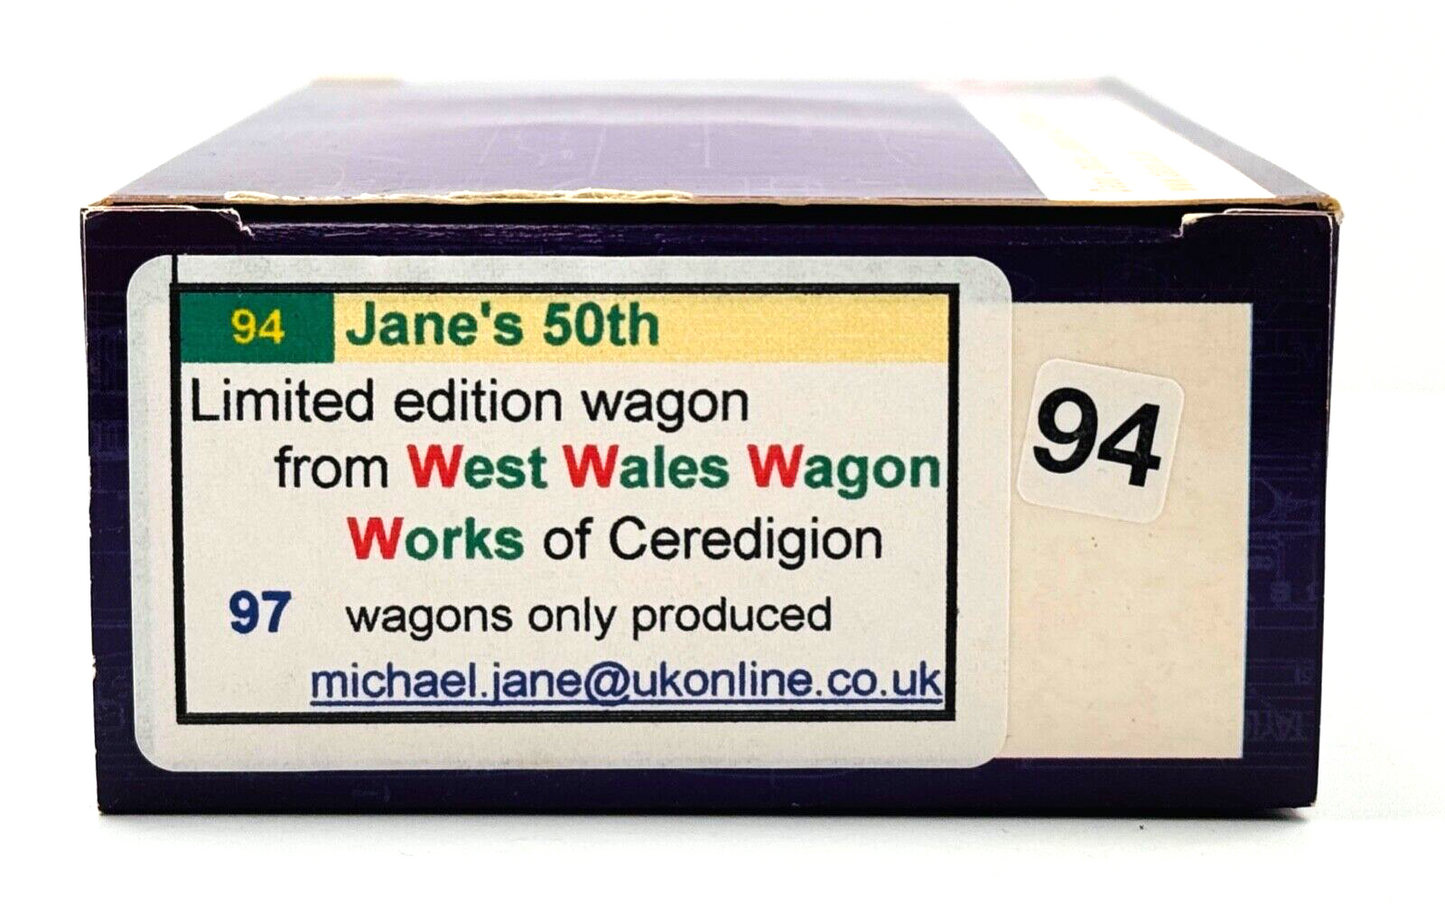 94 Jane's 50th
Limited edition wagon
from West Wales Wagon
Works of Ceredigion
97 wagons only produced
michael.jane@ukonline.co.uk
94